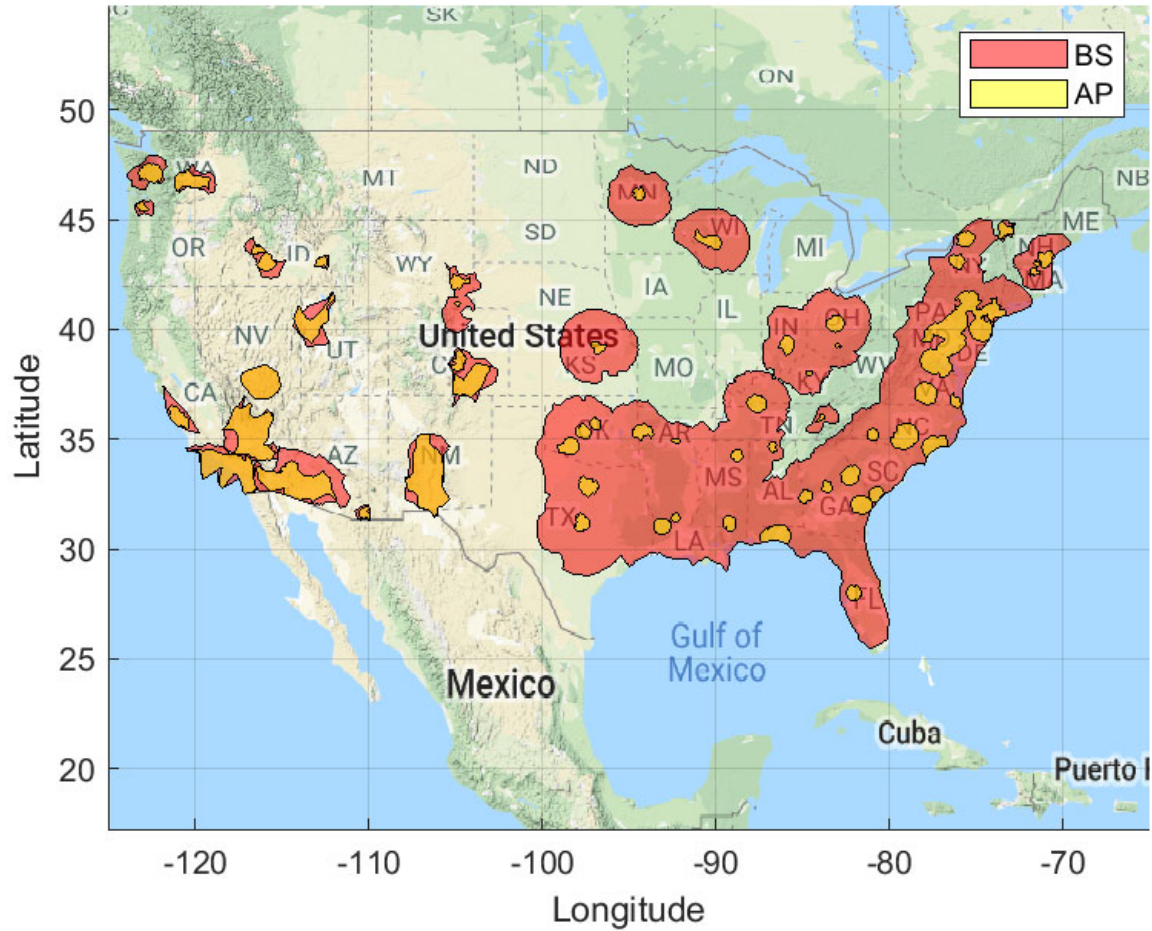 SK
ON
BS
AP
50
WA
MT
ND
MN
NB
ME
45
OR
ID
SD
WI
MI
NH
NY
MA
WY
IA
NE
PA
40
NV
UT
United States
IL
IN
OH
MD
DE
KS
MO
KY
WV
VA
CA
35
AZ
NM
OK
AR
TN
NC
MS
AL
SC
GA
TX
LA
30
FL
25
Gulf of
Mexico
Mexico
Cuba
20
Puerto
-120
-110
-100
-90
-80
-70
Latitude
Longitude